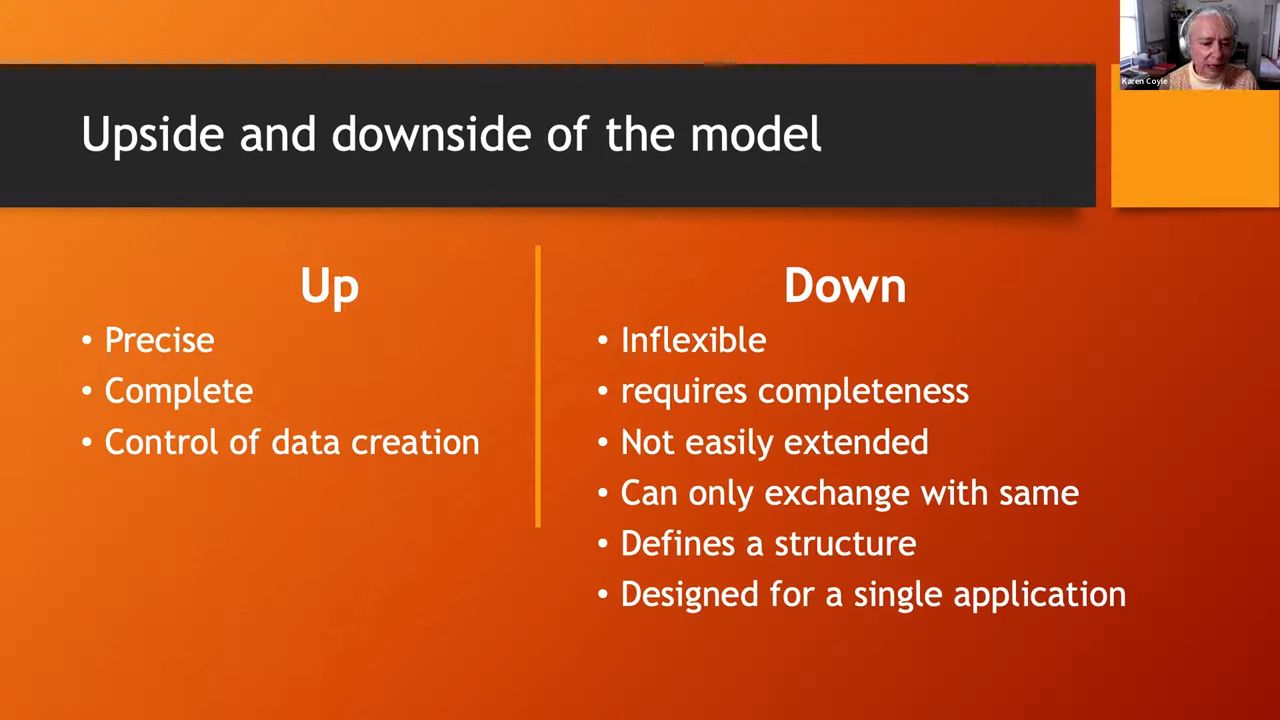 Karen Coyle
Upside and downside of the model
Up
• Precise
• Complete
• Control of data creation
Down
• Inflexible
• requires completeness
• Not easily extended
• Can only exchange with same
• Defines a structure
• Designed for a single application